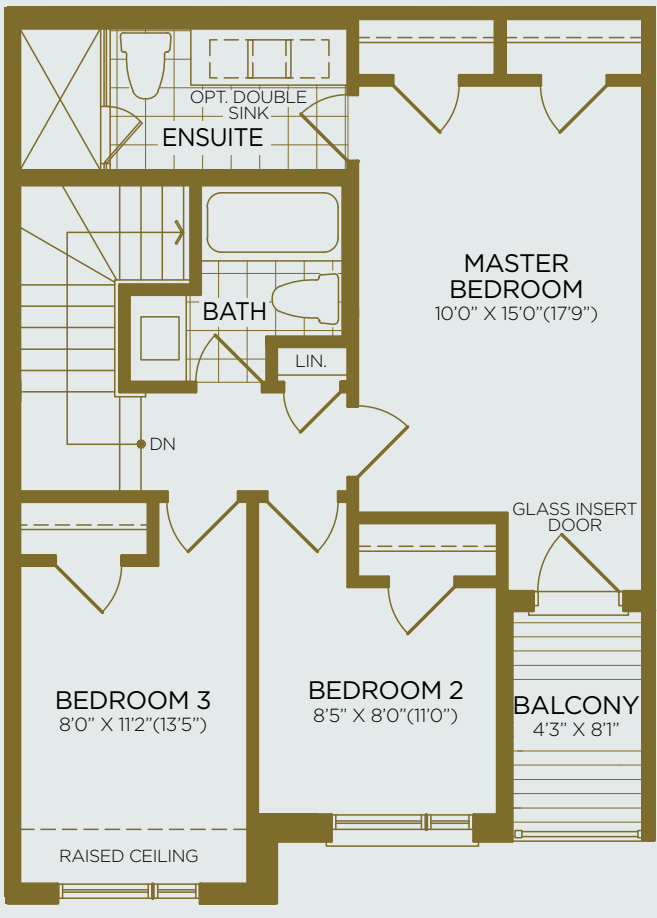 OPT. DOUBLE
SINK
ENSUITE
MASTER
BEDROOM
10'0” X 15'0”(17'9”)
BATH
LIN.
DN
GLASS INSERT
DOOR
BEDROOM 3
8'0” X 11'2”(13'5”)
BEDROOM 2
8'5” X 8'0”(11'0”)
BALCONY
4'3” X 8'1”
RAISED CEILING